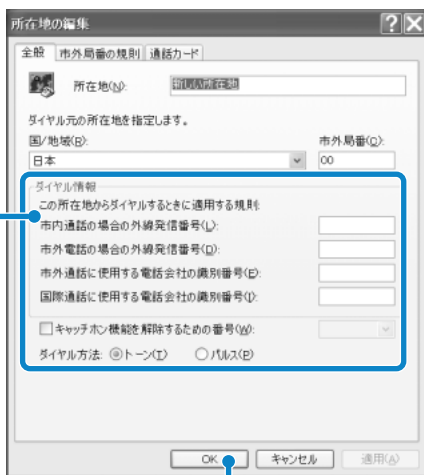 所在地の編集
全般 市外局番の規則 通話カード
所在地(N): 新しい所在地
ダイヤル元の所在地を指定します。
国/地域(R): 市外局番(C):
日本 00
ダイヤル情報
この所在地からダイヤルするときに適用する規則:
市内通話の場合の外線発信番号(L):
市外電話の場合の外線発信番号(D):
市外通話に使用する電話会社の識別番号(E):
国際通話に使用する電話会社の識別番号(I):
キャッチホン機能を解除するための番号(W):
ダイヤル方法: トーン(T) パルス(P)
OK キャンセル 適用(A)